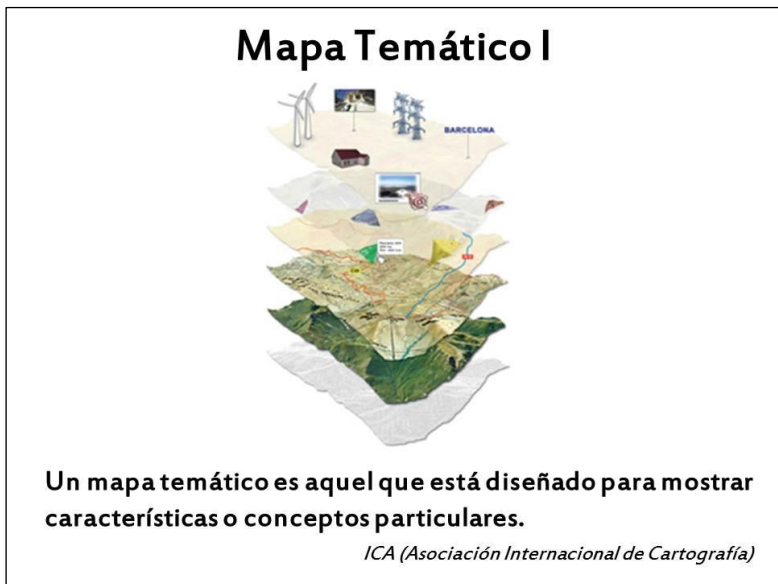 Mapa Temático I
BARCELONA
Un mapa temático es aquel que está diseñado para mostrar
características o conceptos particulares.
ICA (Asociación Internacional de Cartografía)